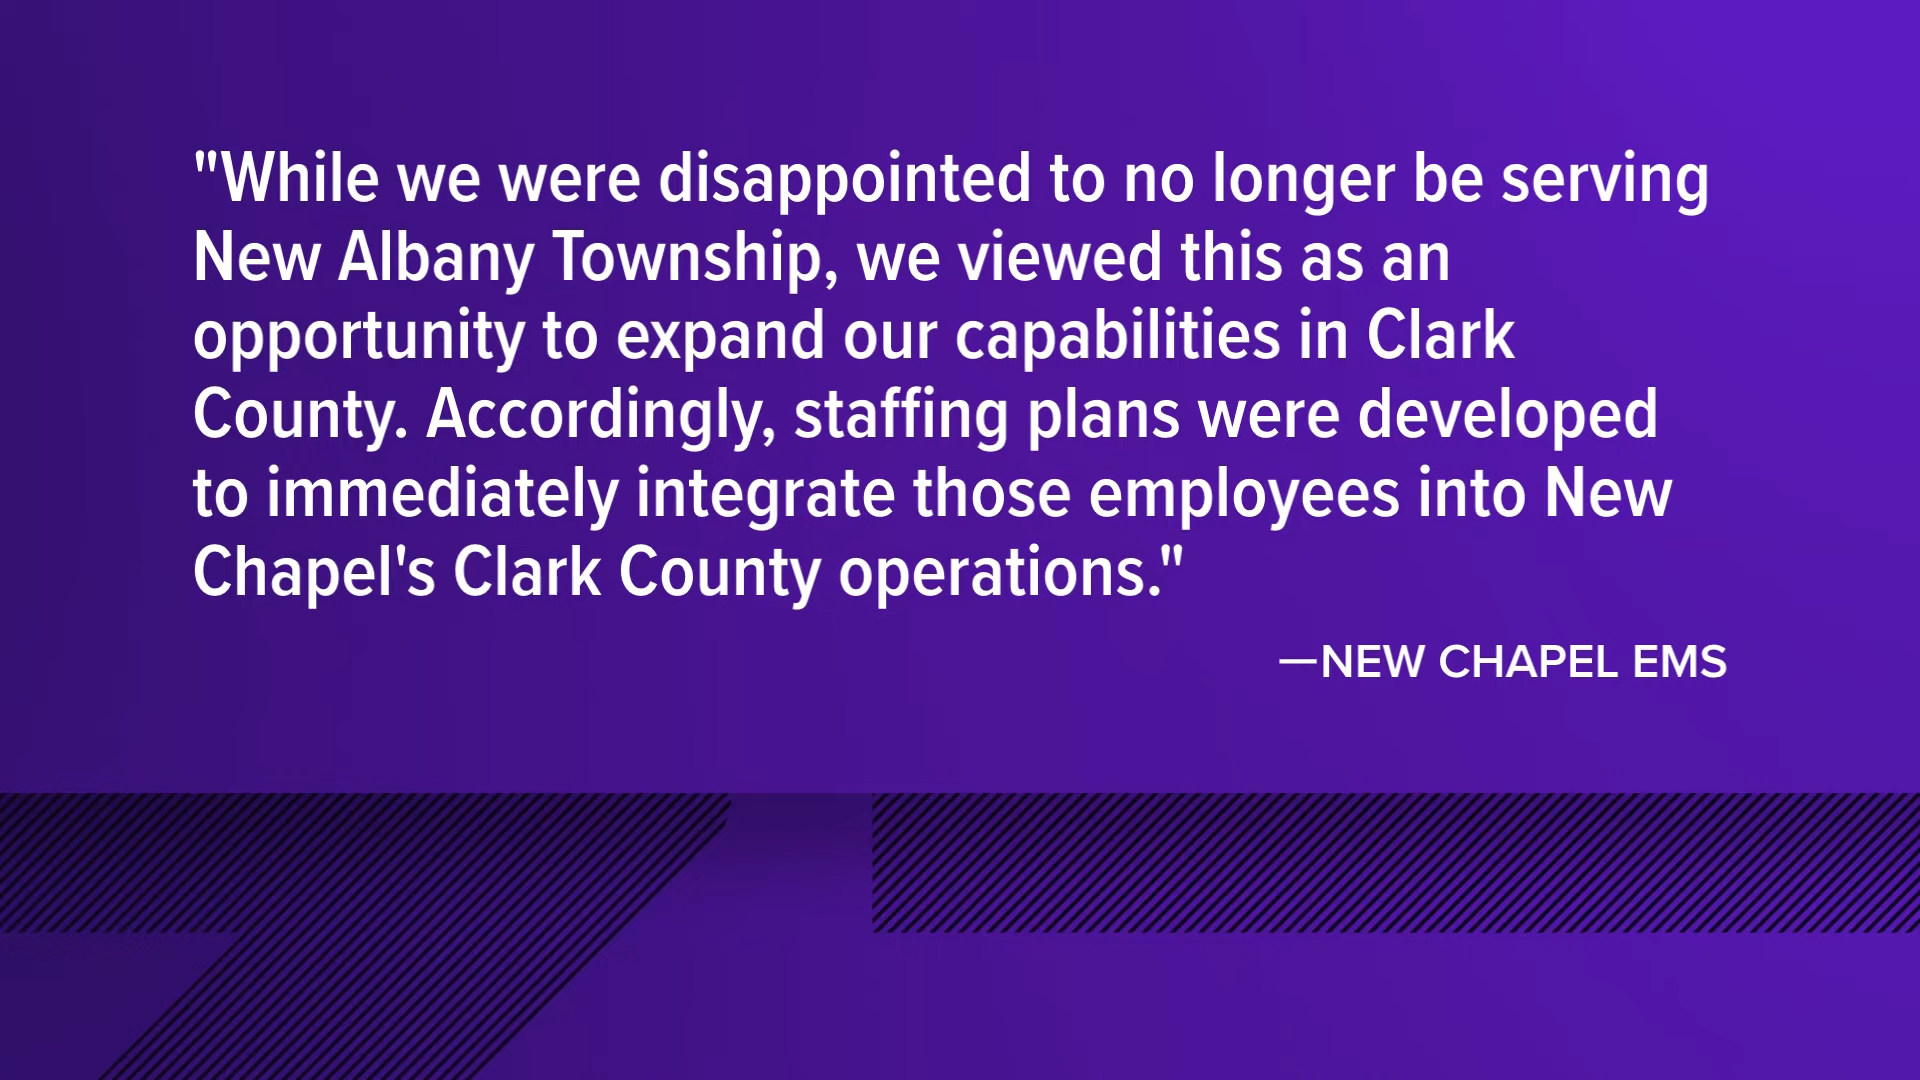 "While we were disappointed to no longer be serving
New Albany Township, we viewed this as an
opportunity to expand our capabilities in Clark
County. Accordingly, staffing plans were developed
to immediately integrate those employees into New
Chapel's Clark County operations."
—NEW CHAPEL EMS